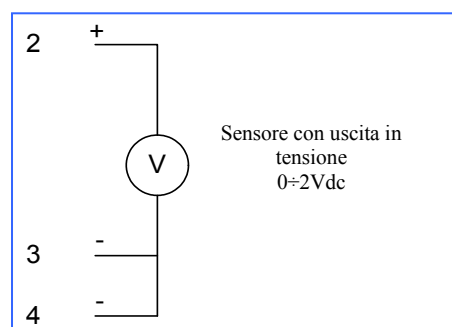 2 +
V
Sensore con uscita in
tensione
0÷2Vdc
3 -
4 -